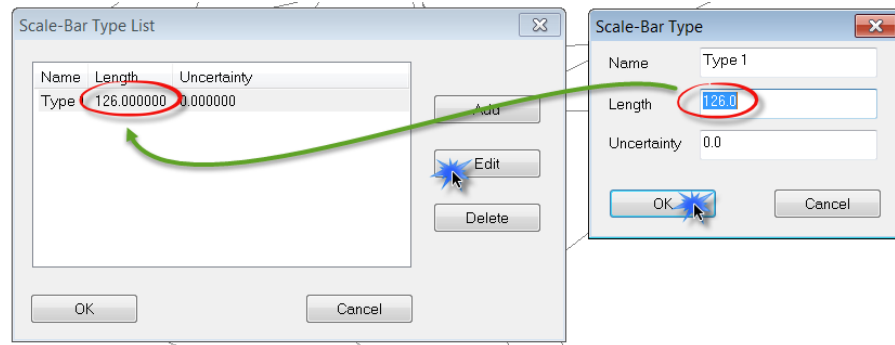 Scale-Bar Type List
Name Length Uncertainty
Type 1 126.000000 0.000000
Add
Edit
Delete
OK Cancel
Scale-Bar Type
Name Type 1
Length 126.0
Uncertainty 0.0
OK Cancel